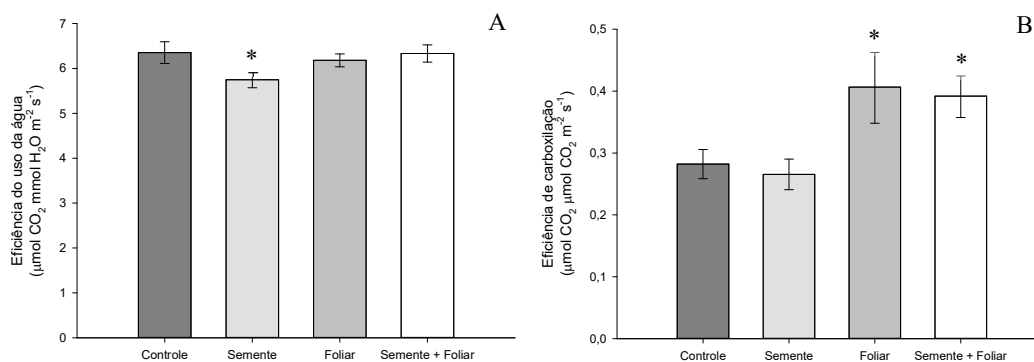 A
Eficiência do uso da água
(μmol CO₂ mmol H₂O m⁻² s⁻¹)
7
6
5
4
3
2
1
0
*
Controle Semente Foliar Semente + Foliar
B
Eficiência de carboxilação
(μmol CO₂ μmol CO₂ m⁻² s⁻¹)
0,5
0,4
0,3
0,2
0,1
0,0
* *
Controle Semente Foliar Semente + Foliar